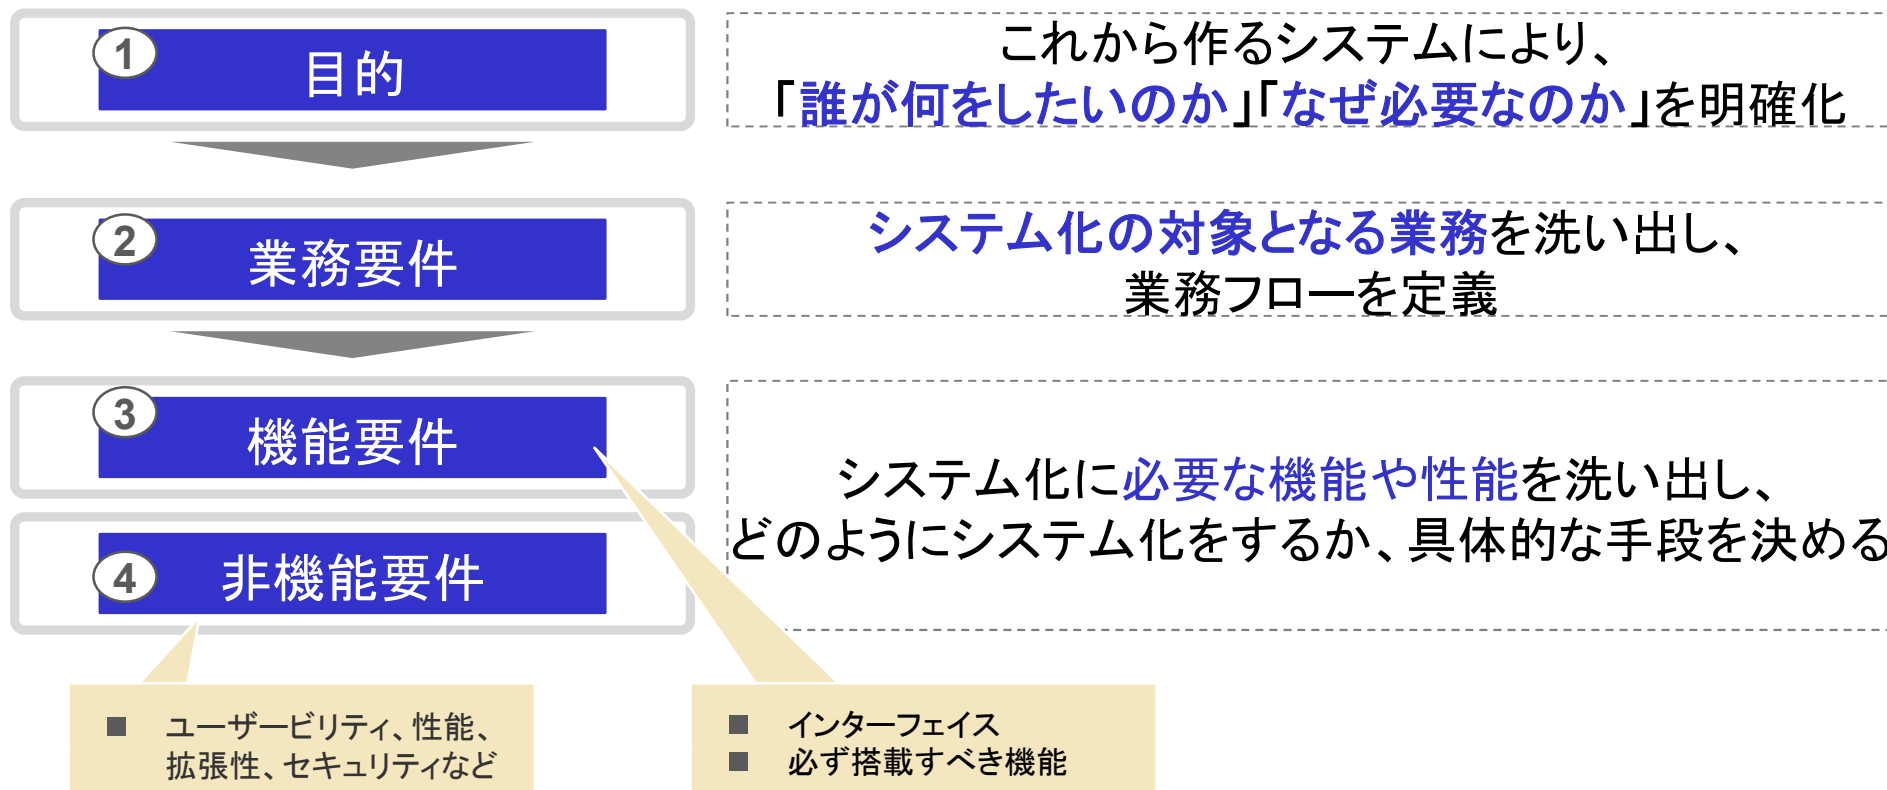 1
目的
これから作るシステムにより、
「誰が何をしたいのか」「なぜ必要なのか」を明確化
2
業務要件
システム化の対象となる業務を洗い出し、
業務フローを定義
3
機能要件
4
非機能要件
システム化に必要な機能や性能を洗い出し、
どのようにシステム化をするか、具体的な手段を決める
■ ユーザービリティ、性能、
拡張性、セキュリティなど
■ インターフェイス
■ 必ず搭載すべき機能